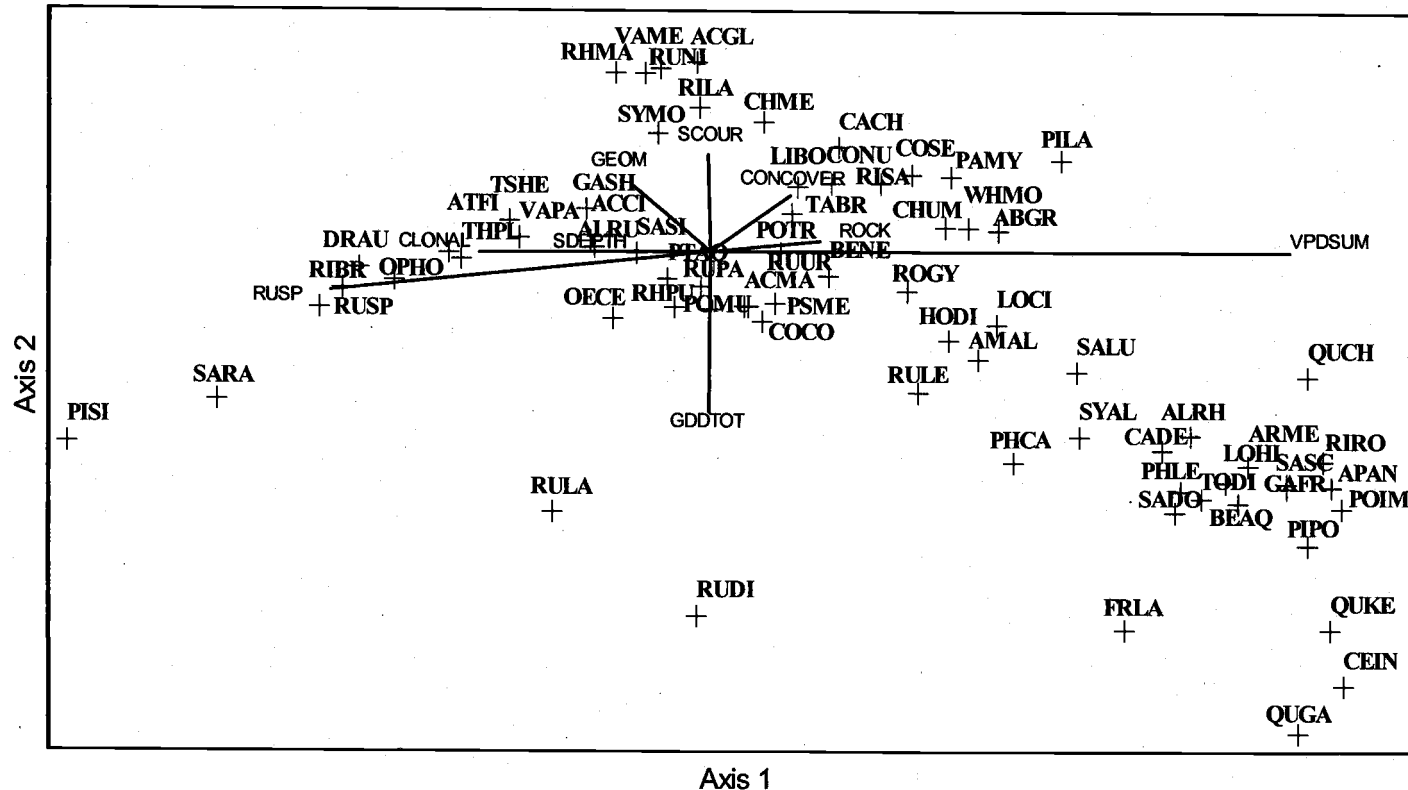 VAME ACGL
RHMA RUNI
RILA
CHME
SYMO SCOUR
CACH
PILA
GEOM LIBOCONU COSE PAMY
TSHE GASH CONCOVER RISA
ATFI VAPA ACCI TABR CHUM WHMO ABGR
THPL ALRU SASI POTR ROCK
DRAU CLONAL BENE VPDSUM
RIBR OPHO RUPA RUUR
RUSP RUSP OECE RHPU POMU ACMA PSME ROGY
COCO HODI LOCI
AMAL
RULE SALU QUCH
SARA
PISI
SYAL ALRH
PHCA CADE ARME RIRO
GDDTOT
LOHI SASC
PHLE TODI GAFR APAN
RULA SADO BEAQ POIM
PIPO
RUDI FRLA QUKE
CEIN
QUGA
Axis 2
Axis 1